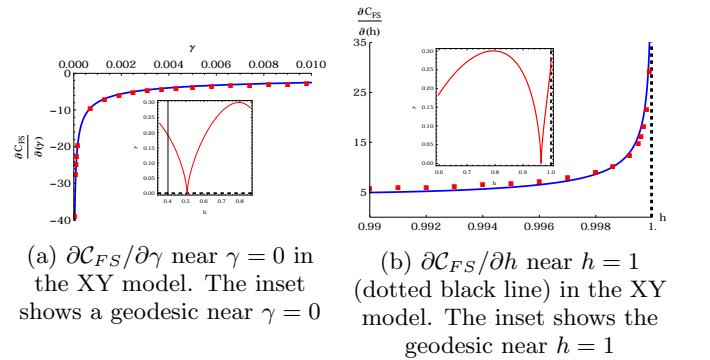 γ
0.000 0.002 0.004 0.006 0.008 0.010
0
-10
-20
-30
-40
∂C_FS
∂(γ)
0.30
0.25
0.20
0.15
0.10
0.05
0.00
γ
0.4 0.5 0.6 0.7 0.8
h
(a) ∂C_FS/∂γ near γ = 0 in
the XY model. The inset
shows a geodesic near γ = 0
∂C_FS
∂(h)
35
25
15
5
0.99 0.992 0.994 0.996 0.998 1.
h
0.30
0.25
0.20
0.15
0.10
0.05
0.00
γ
0.6 0.7 0.8 0.9 1.0
h
(b) ∂C_FS/∂h near h = 1
(dotted black line) in the XY
model. The inset shows the
geodesic near h = 1